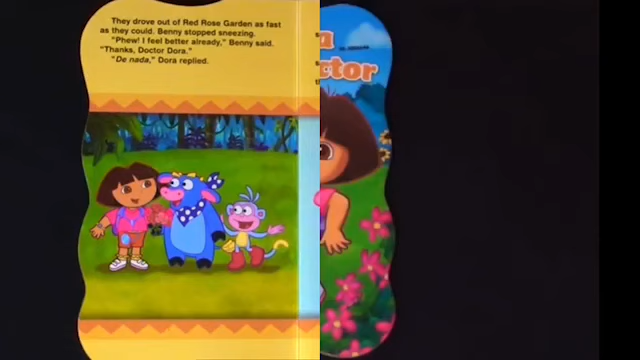 They drove out of Red Rose Garden as fast
as they could. Benny stopped sneezing.
"Phew! I feel better already," Benny said.
"Thanks, Doctor Dora."
"De nada," Dora replied.
a
ctor